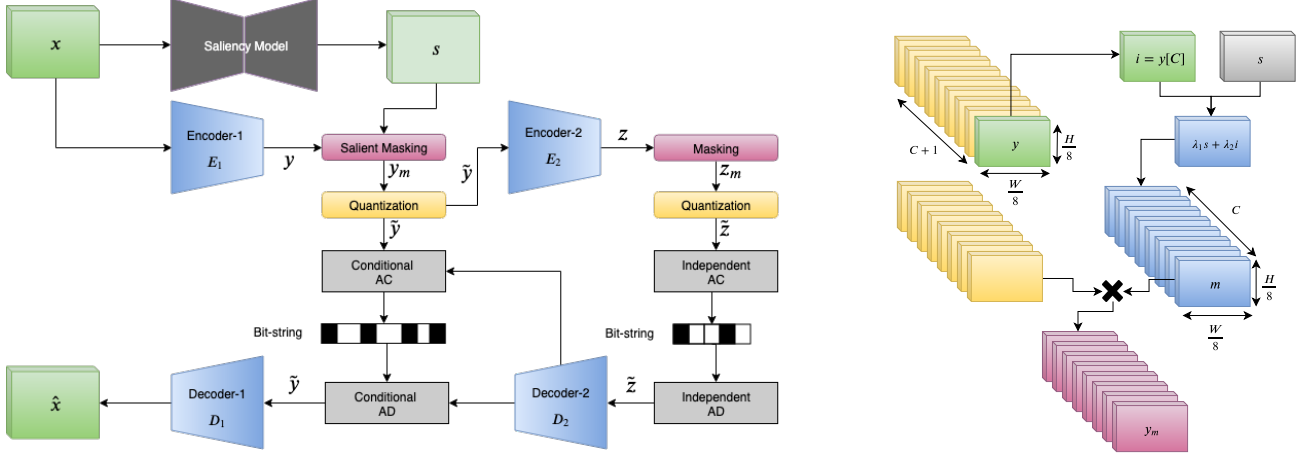 x
Saliency Model
s
Encoder-1
E₁
y
Salient Masking
Encoder-2
E₂
z
Masking
yₘ
ỹ
zₘ
Quantization
Quantization
ỹ
z̃
Conditional
AC
Independent
AC
Bit-string
Bit-string
x̂
Decoder-1
D₁
ỹ
Conditional
AD
Decoder-2
D₂
z̃
Independent
AD
i = y[C]
s
C + 1
y
H/8
W/8
λ₁s + λ₂i
C
m
H/8
W/8
yₘ